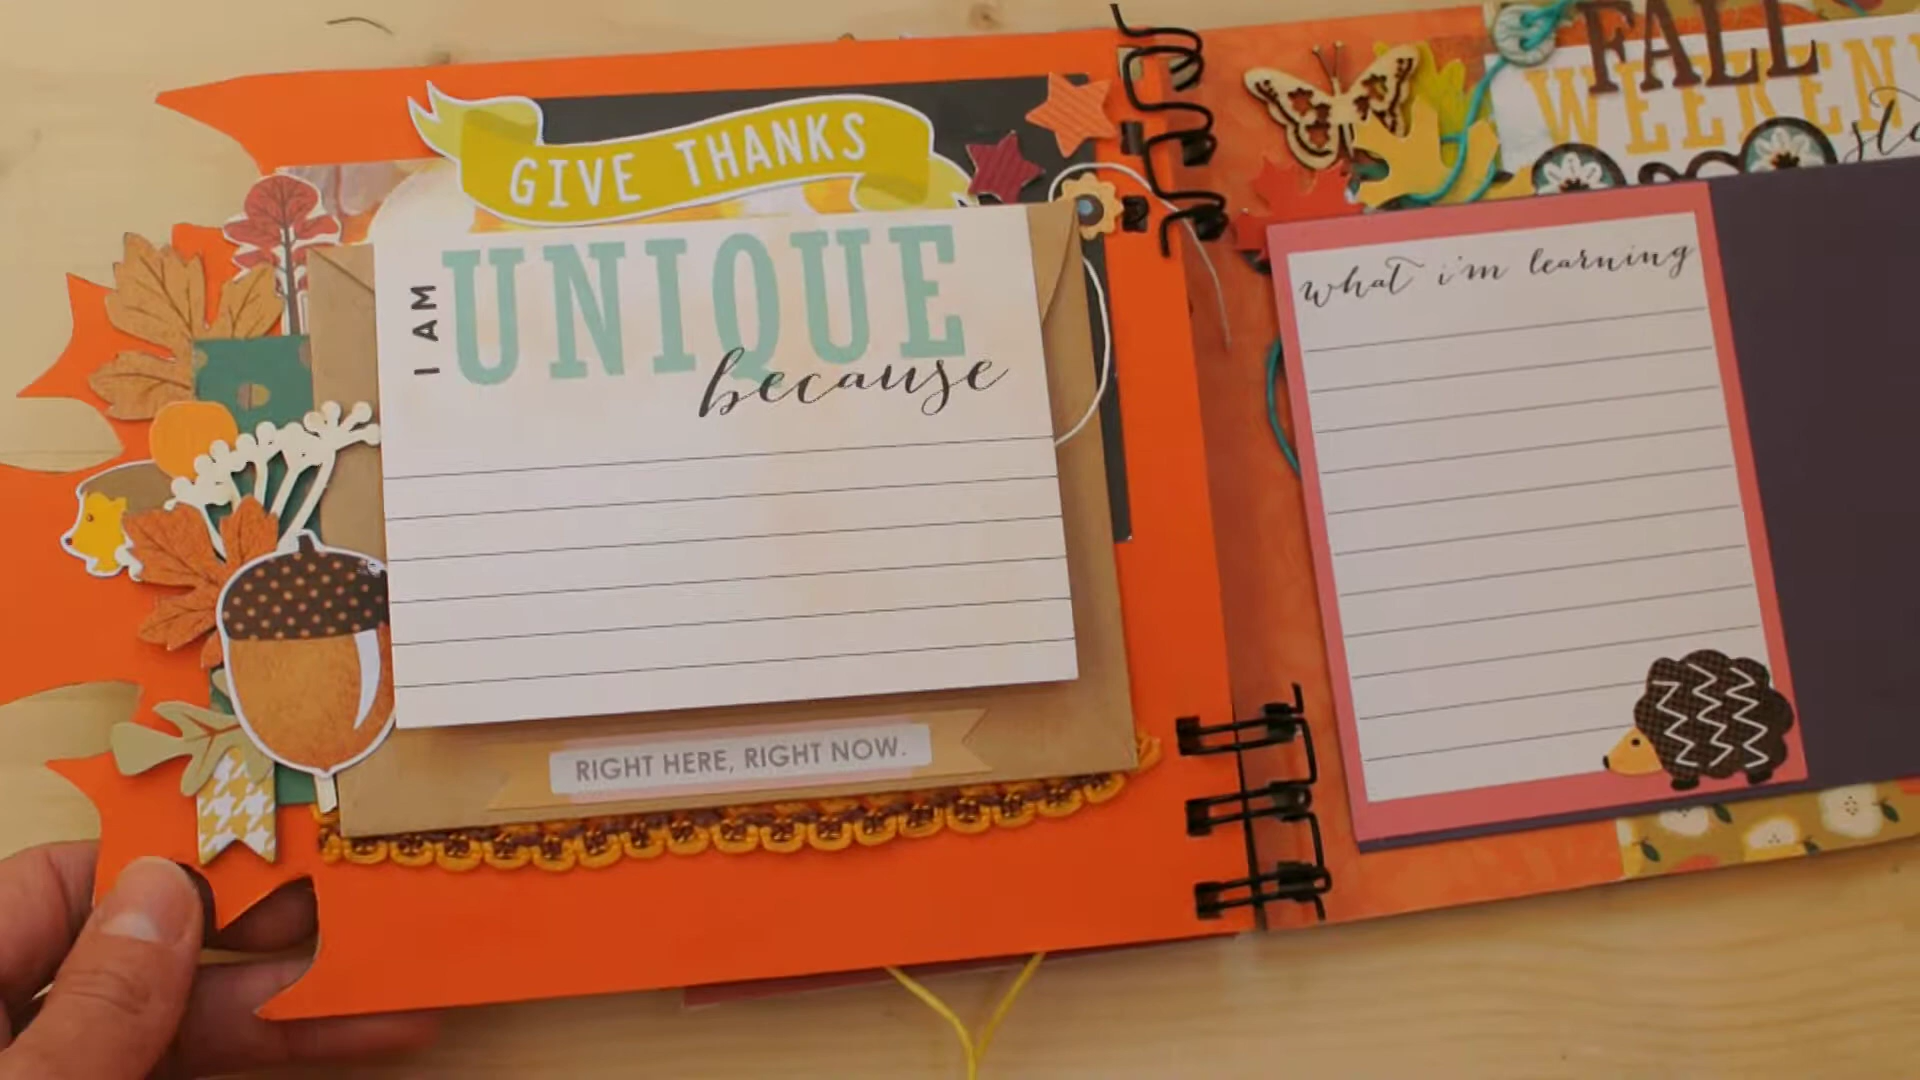 GIVE THANKS
I AM
UNIQUE
because
RIGHT HERE, RIGHT NOW.
FALL
what i'm learning